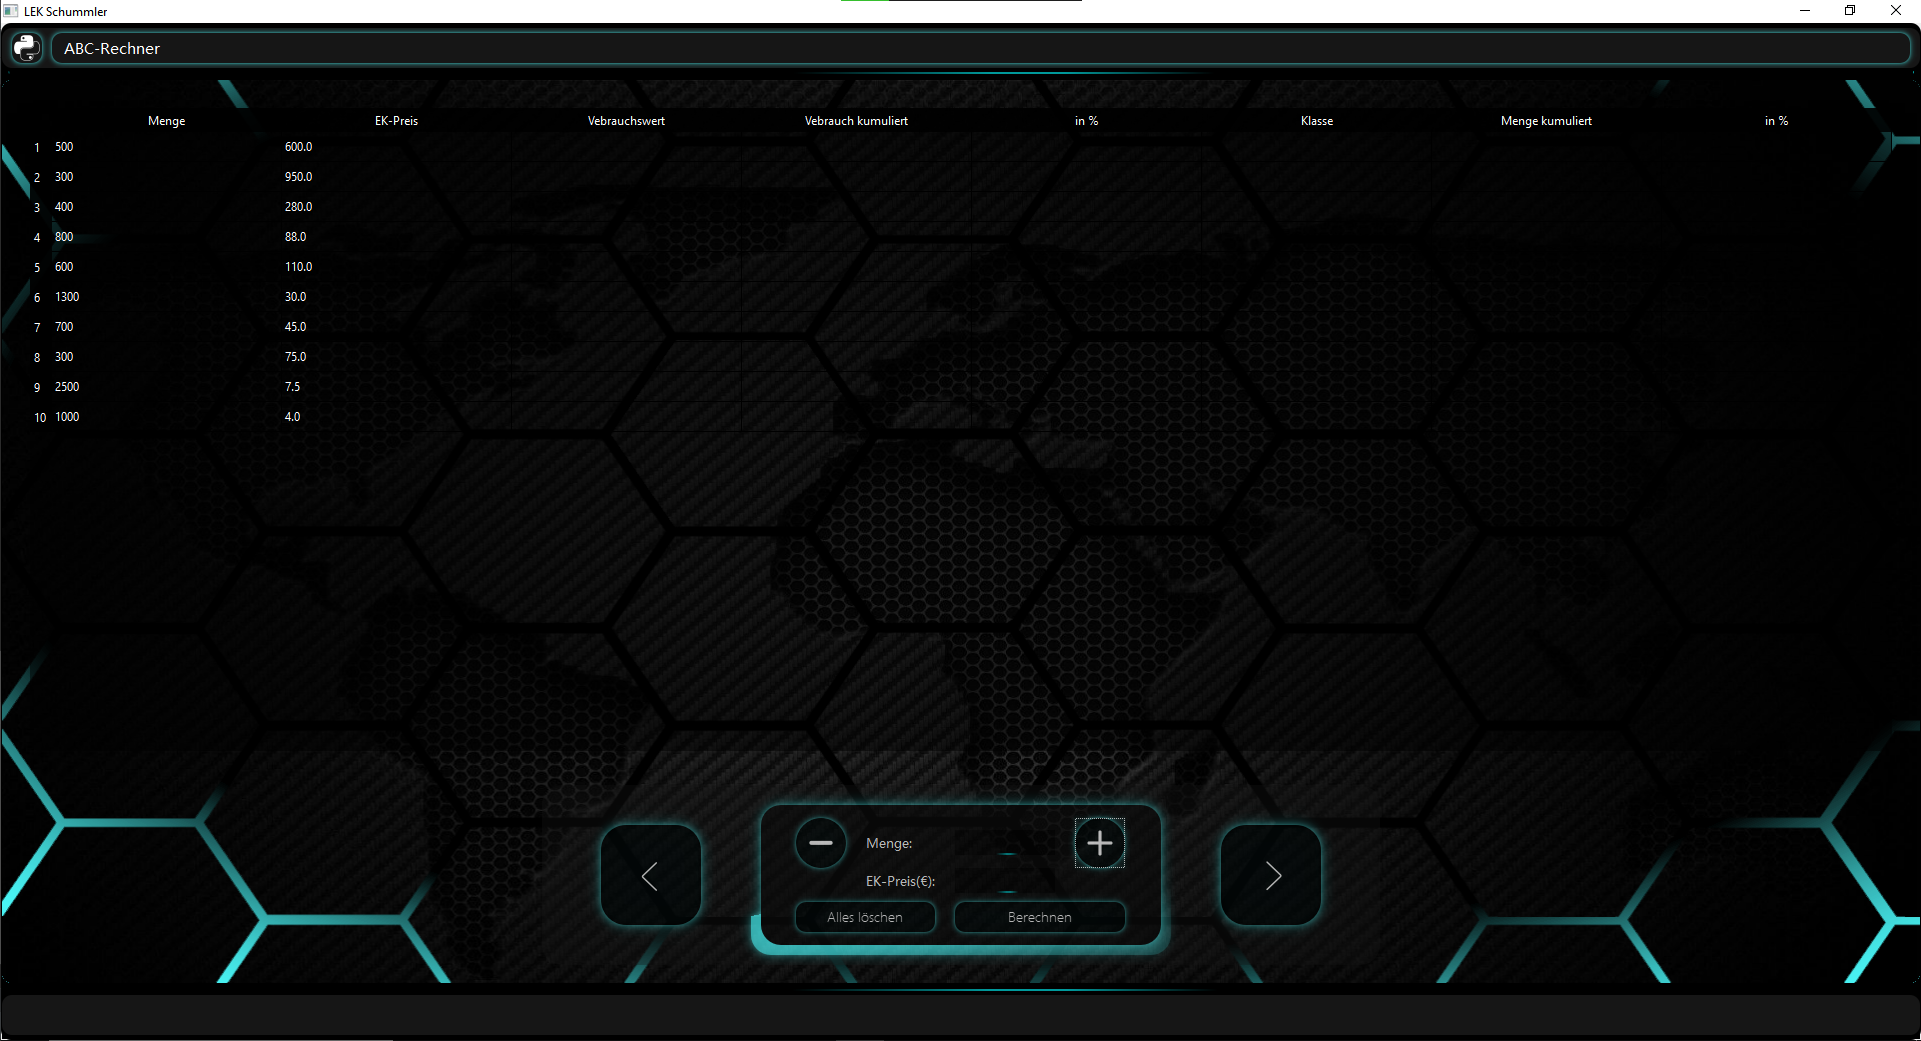 LEK Schummler
ABC-Rechner
Menge EK-Preis Vebrauchswert Vebrauch kumuliert in % Klasse Menge kumuliert in %
1 500 600.0
2 300 950.0
3 400 280.0
4 800 88.0
5 600 110.0
6 1300 30.0
7 700 45.0
8 300 75.0
9 2500 7.5
10 1000 4.0
Menge:
EK-Preis(€):
Alles löschen Berechnen